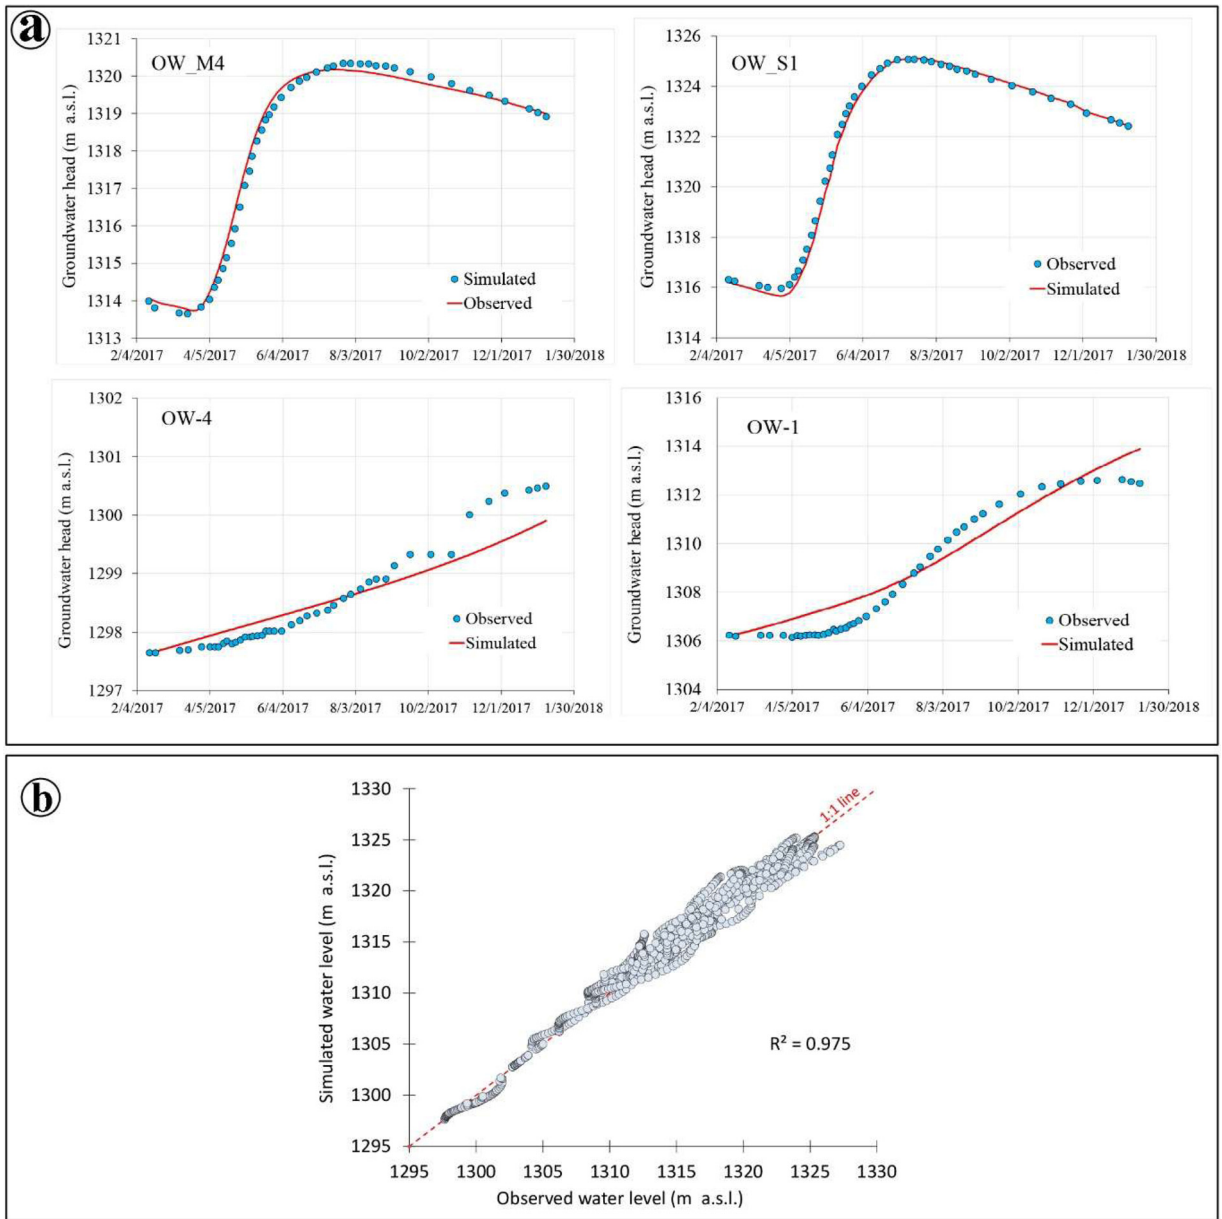 a
OW_M4
Groundwater head (m a.s.l.)
1321
1320
1319
1318
1317
1316
1315
1314
1313
2/4/2017 4/5/2017 6/4/2017 8/3/2017 10/2/2017 12/1/2017 1/30/2018
Simulated
Observed
OW_S1
Groundwater head (m a.s.l.)
1326
1324
1322
1320
1318
1316
1314
2/4/2017 4/5/2017 6/4/2017 8/3/2017 10/2/2017 12/1/2017 1/30/2018
Observed
Simulated
OW-4
Groundwater head (m a.s.l.)
1302
1301
1300
1299
1298
1297
2/4/2017 4/5/2017 6/4/2017 8/3/2017 10/2/2017 12/1/2017 1/30/2018
Observed
Simulated
OW-1
Groundwater head (m a.s.l.)
1316
1314
1312
1310
1308
1306
1304
2/4/2017 4/5/2017 6/4/2017 8/3/2017 10/2/2017 12/1/2017 1/30/2018
Observed
Simulated
b
Simulated water level (m a.s.l.)
1330
1325
1320
1315
1310
1305
1300
1295
1:1 line
R² = 0.975
1295 1300 1305 1310 1315 1320 1325 1330
Observed water level (m a.s.l.)